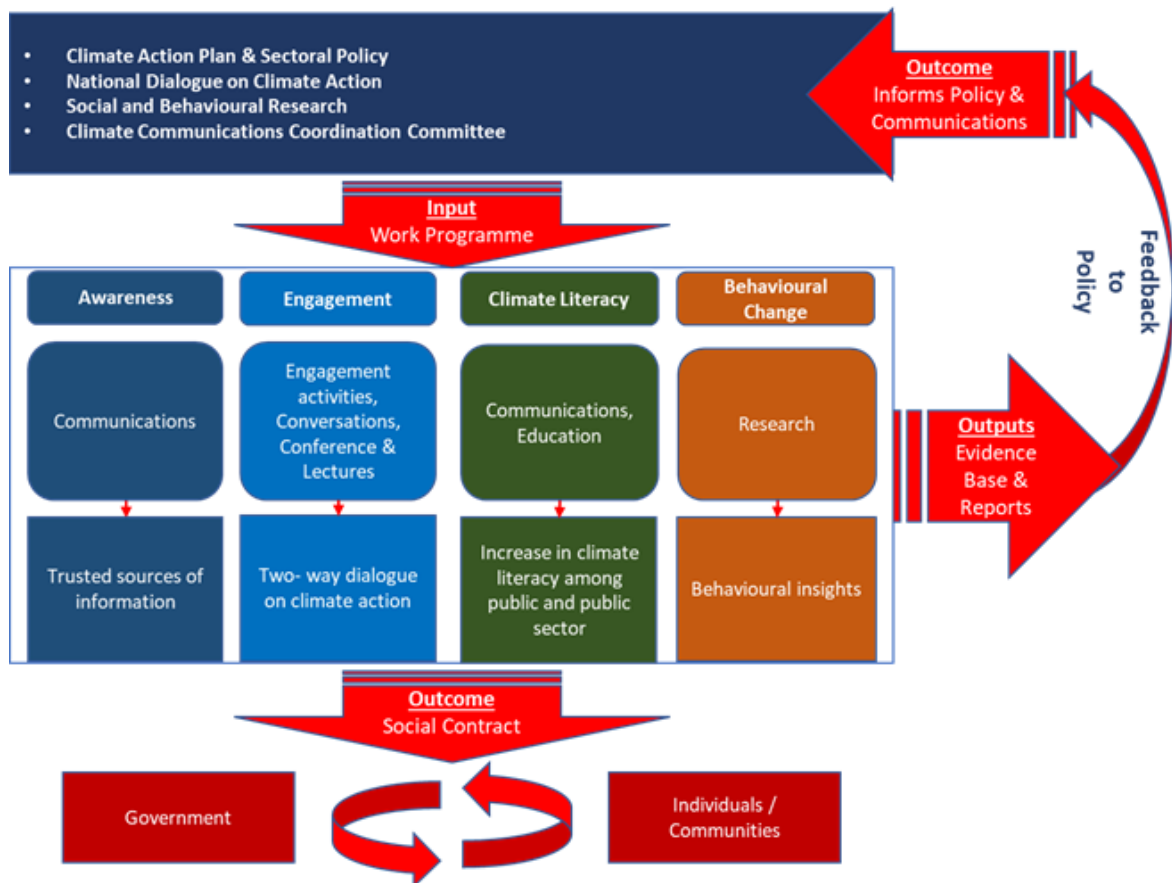 • Climate Action Plan & Sectoral Policy
• National Dialogue on Climate Action
• Social and Behavioural Research
• Climate Communications Coordination Committee
Outcome
Informs Policy &
Communications
Input
Work Programme
Awareness
Engagement
Climate Literacy
Behavioural
Change
Communications
Engagement
activities,
Conversations,
Conference &
Lectures
Communications,
Education
Research
Trusted sources of
information
Two- way dialogue
on climate action
Increase in climate
literacy among
public and public
sector
Behavioural insights
Outputs
Evidence
Base &
Reports
Feedback
to
Policy
Outcome
Social Contract
Government
Individuals /
Communities